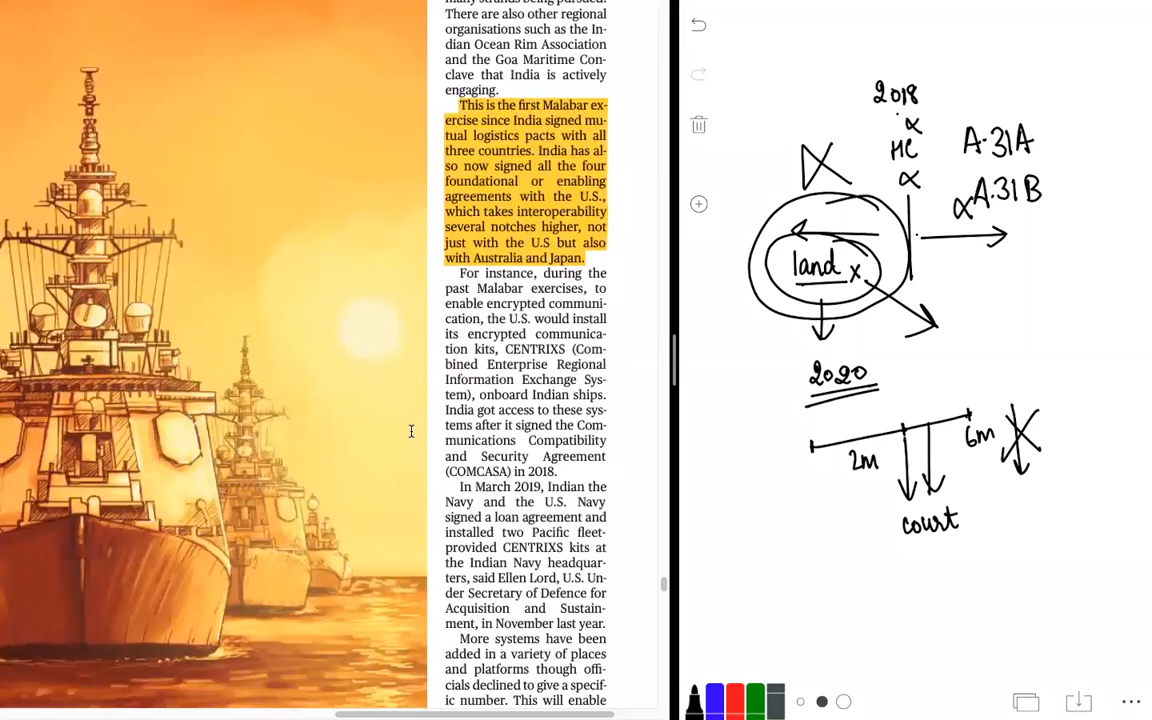 many strands being pursued.
There are also other regional
organisations such as the In-
dian Ocean Rim Association
and the Goa Maritime Con-
clave that India is actively
engaging.
This is the first Malabar ex-
ercise since India signed mu-
tual logistics pacts with all
three countries. India has al-
so now signed all the four
foundational or enabling
agreements with the U.S.,
which takes interoperability
several notches higher, not
just with the U.S but also
with Australia and Japan.
For instance, during the
past Malabar exercises, to
enable encrypted communi-
cation, the U.S. would install
its encrypted communica-
tion kits, CENTRIXS (Com-
bined Enterprise Regional
Information Exchange Sys-
tem), onboard Indian ships.
India got access to these sys-
tems after it signed the Com-
munications Compatibility
and Security Agreement
(COMCASA) in 2018.
In March 2019, Indian the
Navy and the U.S. Navy
signed a loan agreement and
installed two Pacific fleet-
provided CENTRIXS kits at
the Indian Navy headquar-
ters, said Ellen Lord, U.S. Un-
der Secretary of Defence for
Acquisition and Sustain-
ment, in November last year.
More systems have been
added in a variety of places
and platforms though offi-
cials declined to give a specif-
ic number. This will enable
2018
HC
A-31A
A.31B
land x
2020
2M
6M
court